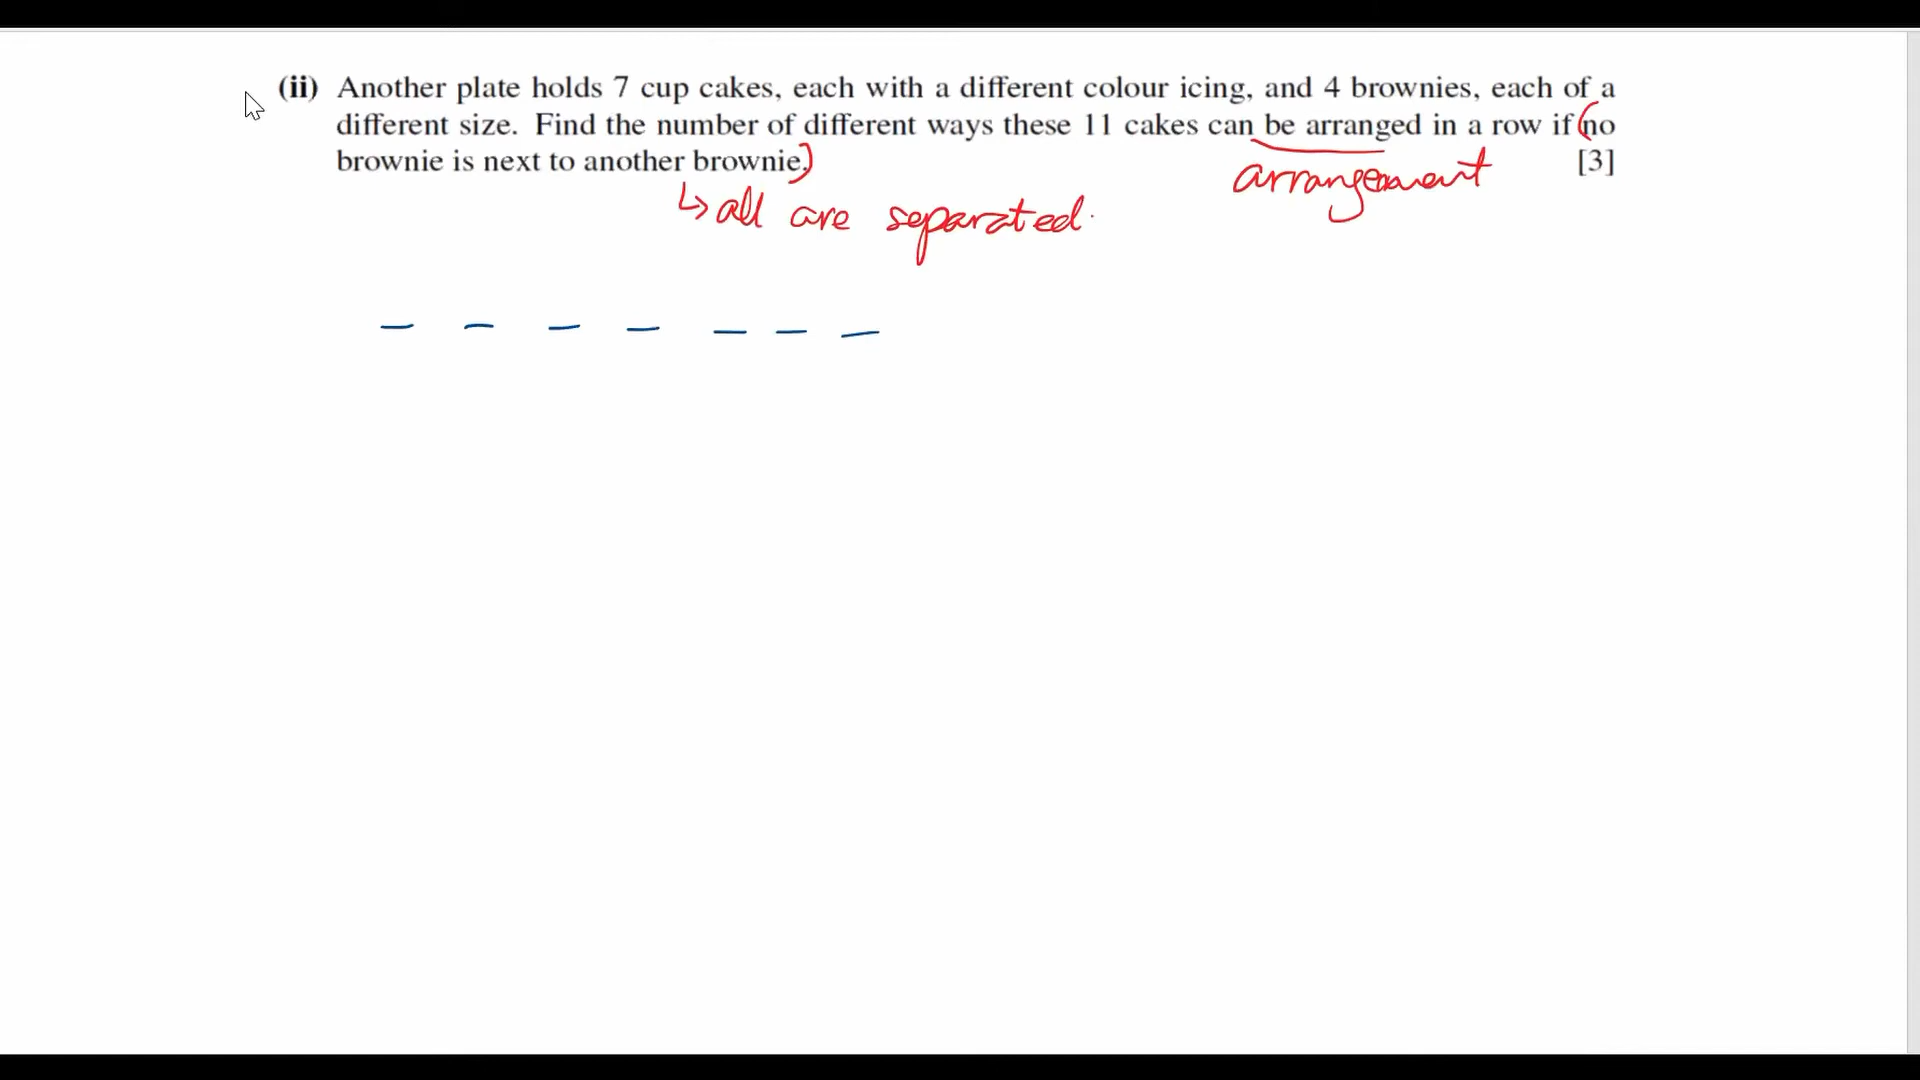 (ii) Another plate holds 7 cup cakes, each with a different colour icing, and 4 brownies, each of a
different size. Find the number of different ways these 11 cakes can be arranged in a row if (no
brownie is next to another brownie.) [3]
arrangement
↳ all are separated.